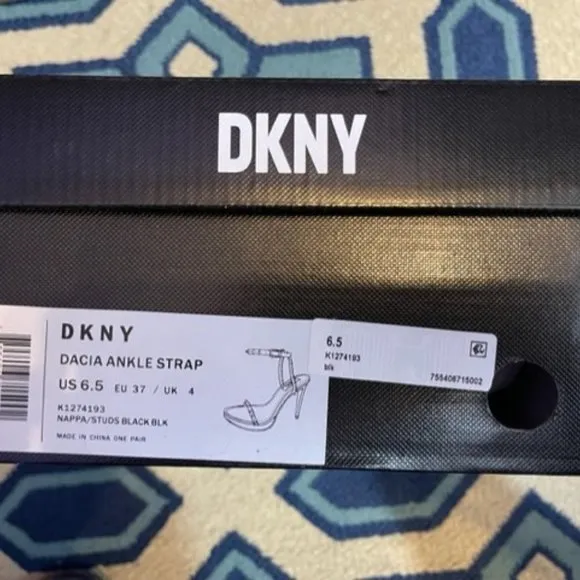 DKNY
DKNY
DACIA ANKLE STRAP
US 6.5 EU 37 / UK 4
K1274193
NAPPA/STUDS BLACK BLK
MADE IN CHINA ONE PAIR
6.5
K1274193
blk
755406715002